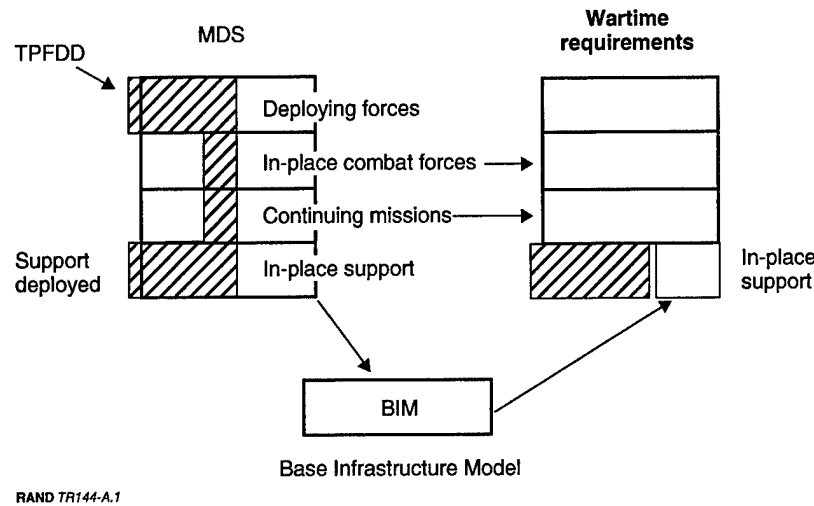 MDS
Wartime
requirements
TPFDD
Deploying forces
In-place combat forces
Continuing missions
Support
deployed
In-place support
In-place
support
BIM
Base Infrastructure Model
RAND TR144-A.1